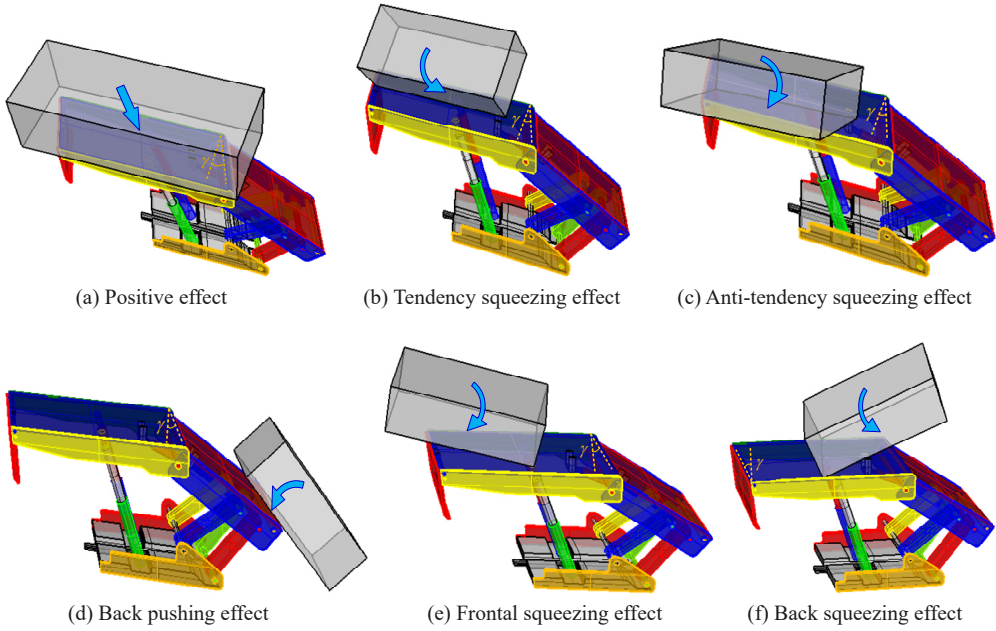 γ
γ
γ
(a) Positive effect
(b) Tendency squeezing effect
(c) Anti-tendency squeezing effect
γ
γ
γ
(d) Back pushing effect
(e) Frontal squeezing effect
(f) Back squeezing effect